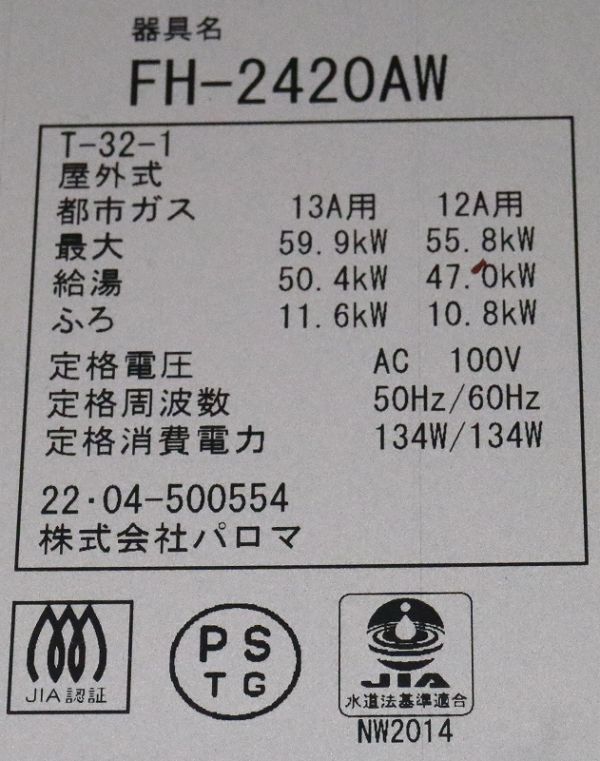 器具名
FH-2420AW
T-32-1
屋外式
都市ガス 13A用 12A用
最大 59.9kW 55.8kW
給湯 50.4kW 47.0kW
ふろ 11.6kW 10.8kW
定格電圧 AC 100V
定格周波数 50Hz/60Hz
定格消費電力 134W/134W
22・04-500554
株式会社パロマ
JIA認証
PS
TG
JIA
水道法基準適合
NW2014